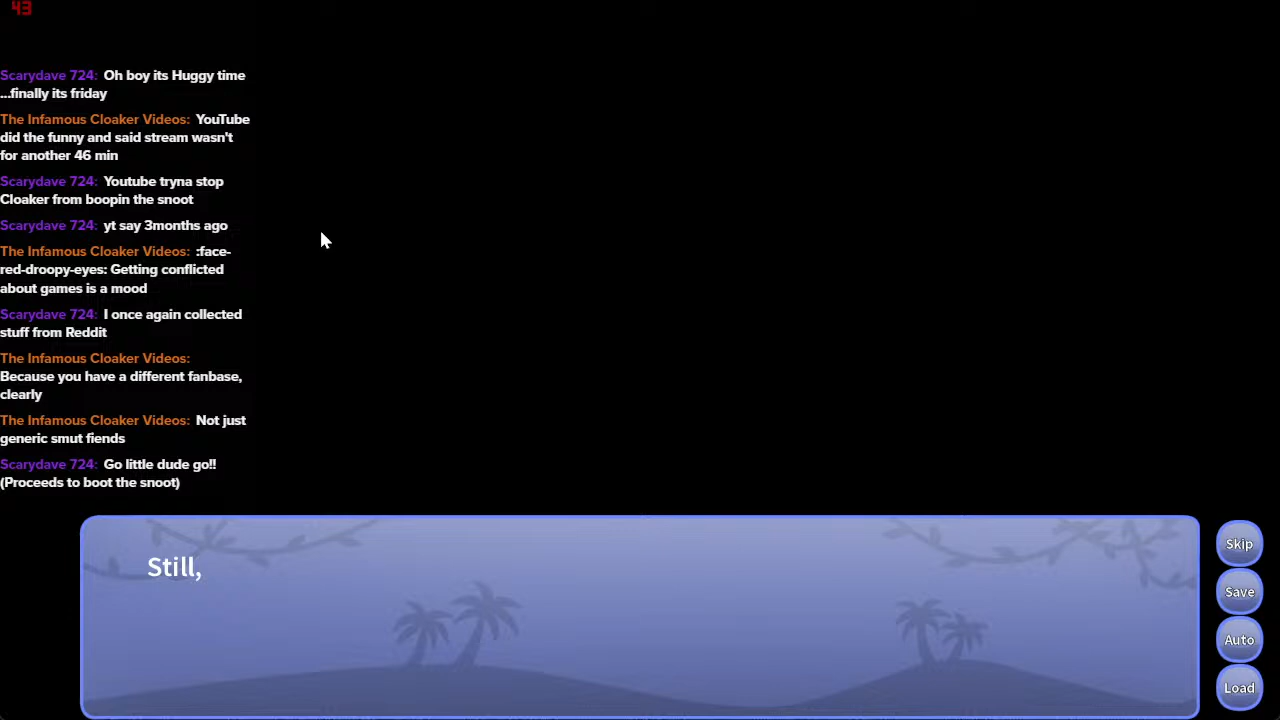 43
Scarydave 724: Oh boy its Huggy time
...finally its friday
The Infamous Cloaker Videos: YouTube
did the funny and said stream wasn't
for another 46 min
Scarydave 724: Youtube tryna stop
Cloaker from boopin the snoot
Scarydave 724: yt say 3months ago
The Infamous Cloaker Videos: :face-
red-droopy-eyes: Getting conflicted
about games is a mood
Scarydave 724: I once again collected
stuff from Reddit
The Infamous Cloaker Videos:
Because you have a different fanbase,
clearly
The Infamous Cloaker Videos: Not just
generic smut fiends
Scarydave 724: Go little dude go!!
(Proceeds to boot the snoot)
Still,
Skip
Save
Auto
Load